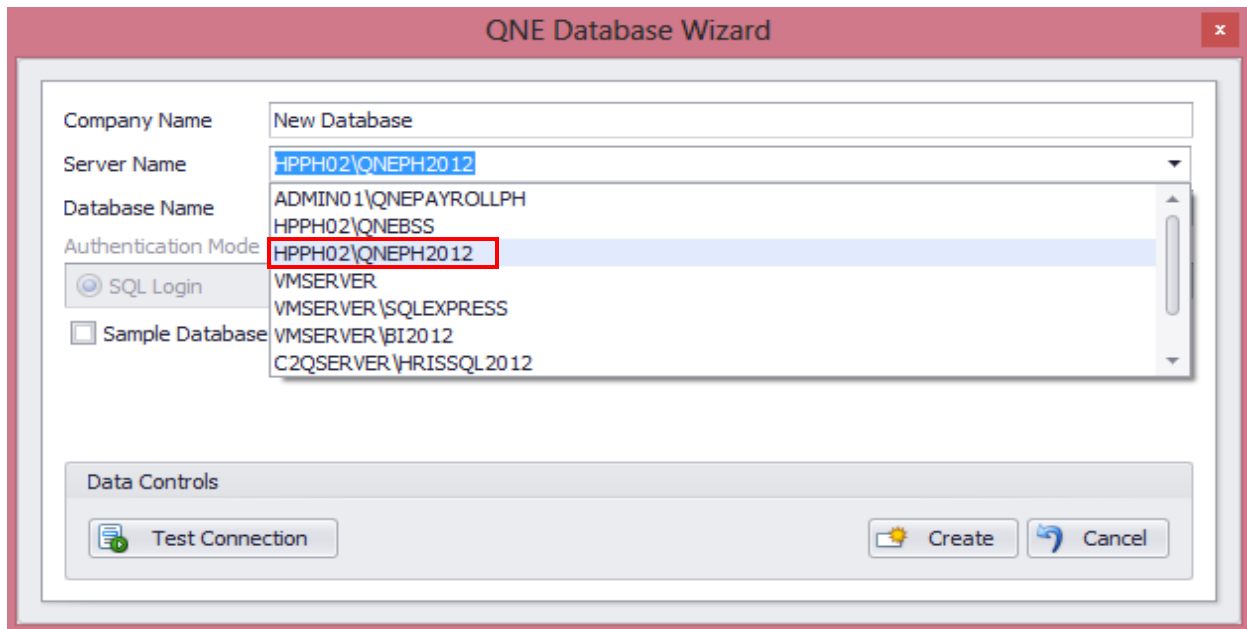 QNE Database Wizard
x
Company Name New Database
Server Name HPPH02\QNEPH2012
Database Name
ADMIN01\QNEPAYROLLPH
HPPH02\QNEBSS
Authentication Mode
HPPH02\QNEPH2012
SQL Login
VMSERVER
VMSERVER\SQLEXPRESS
Sample Database
VMSERVER\BI2012
C2QSERVER\HRISSQL2012
Data Controls
Test Connection Create Cancel